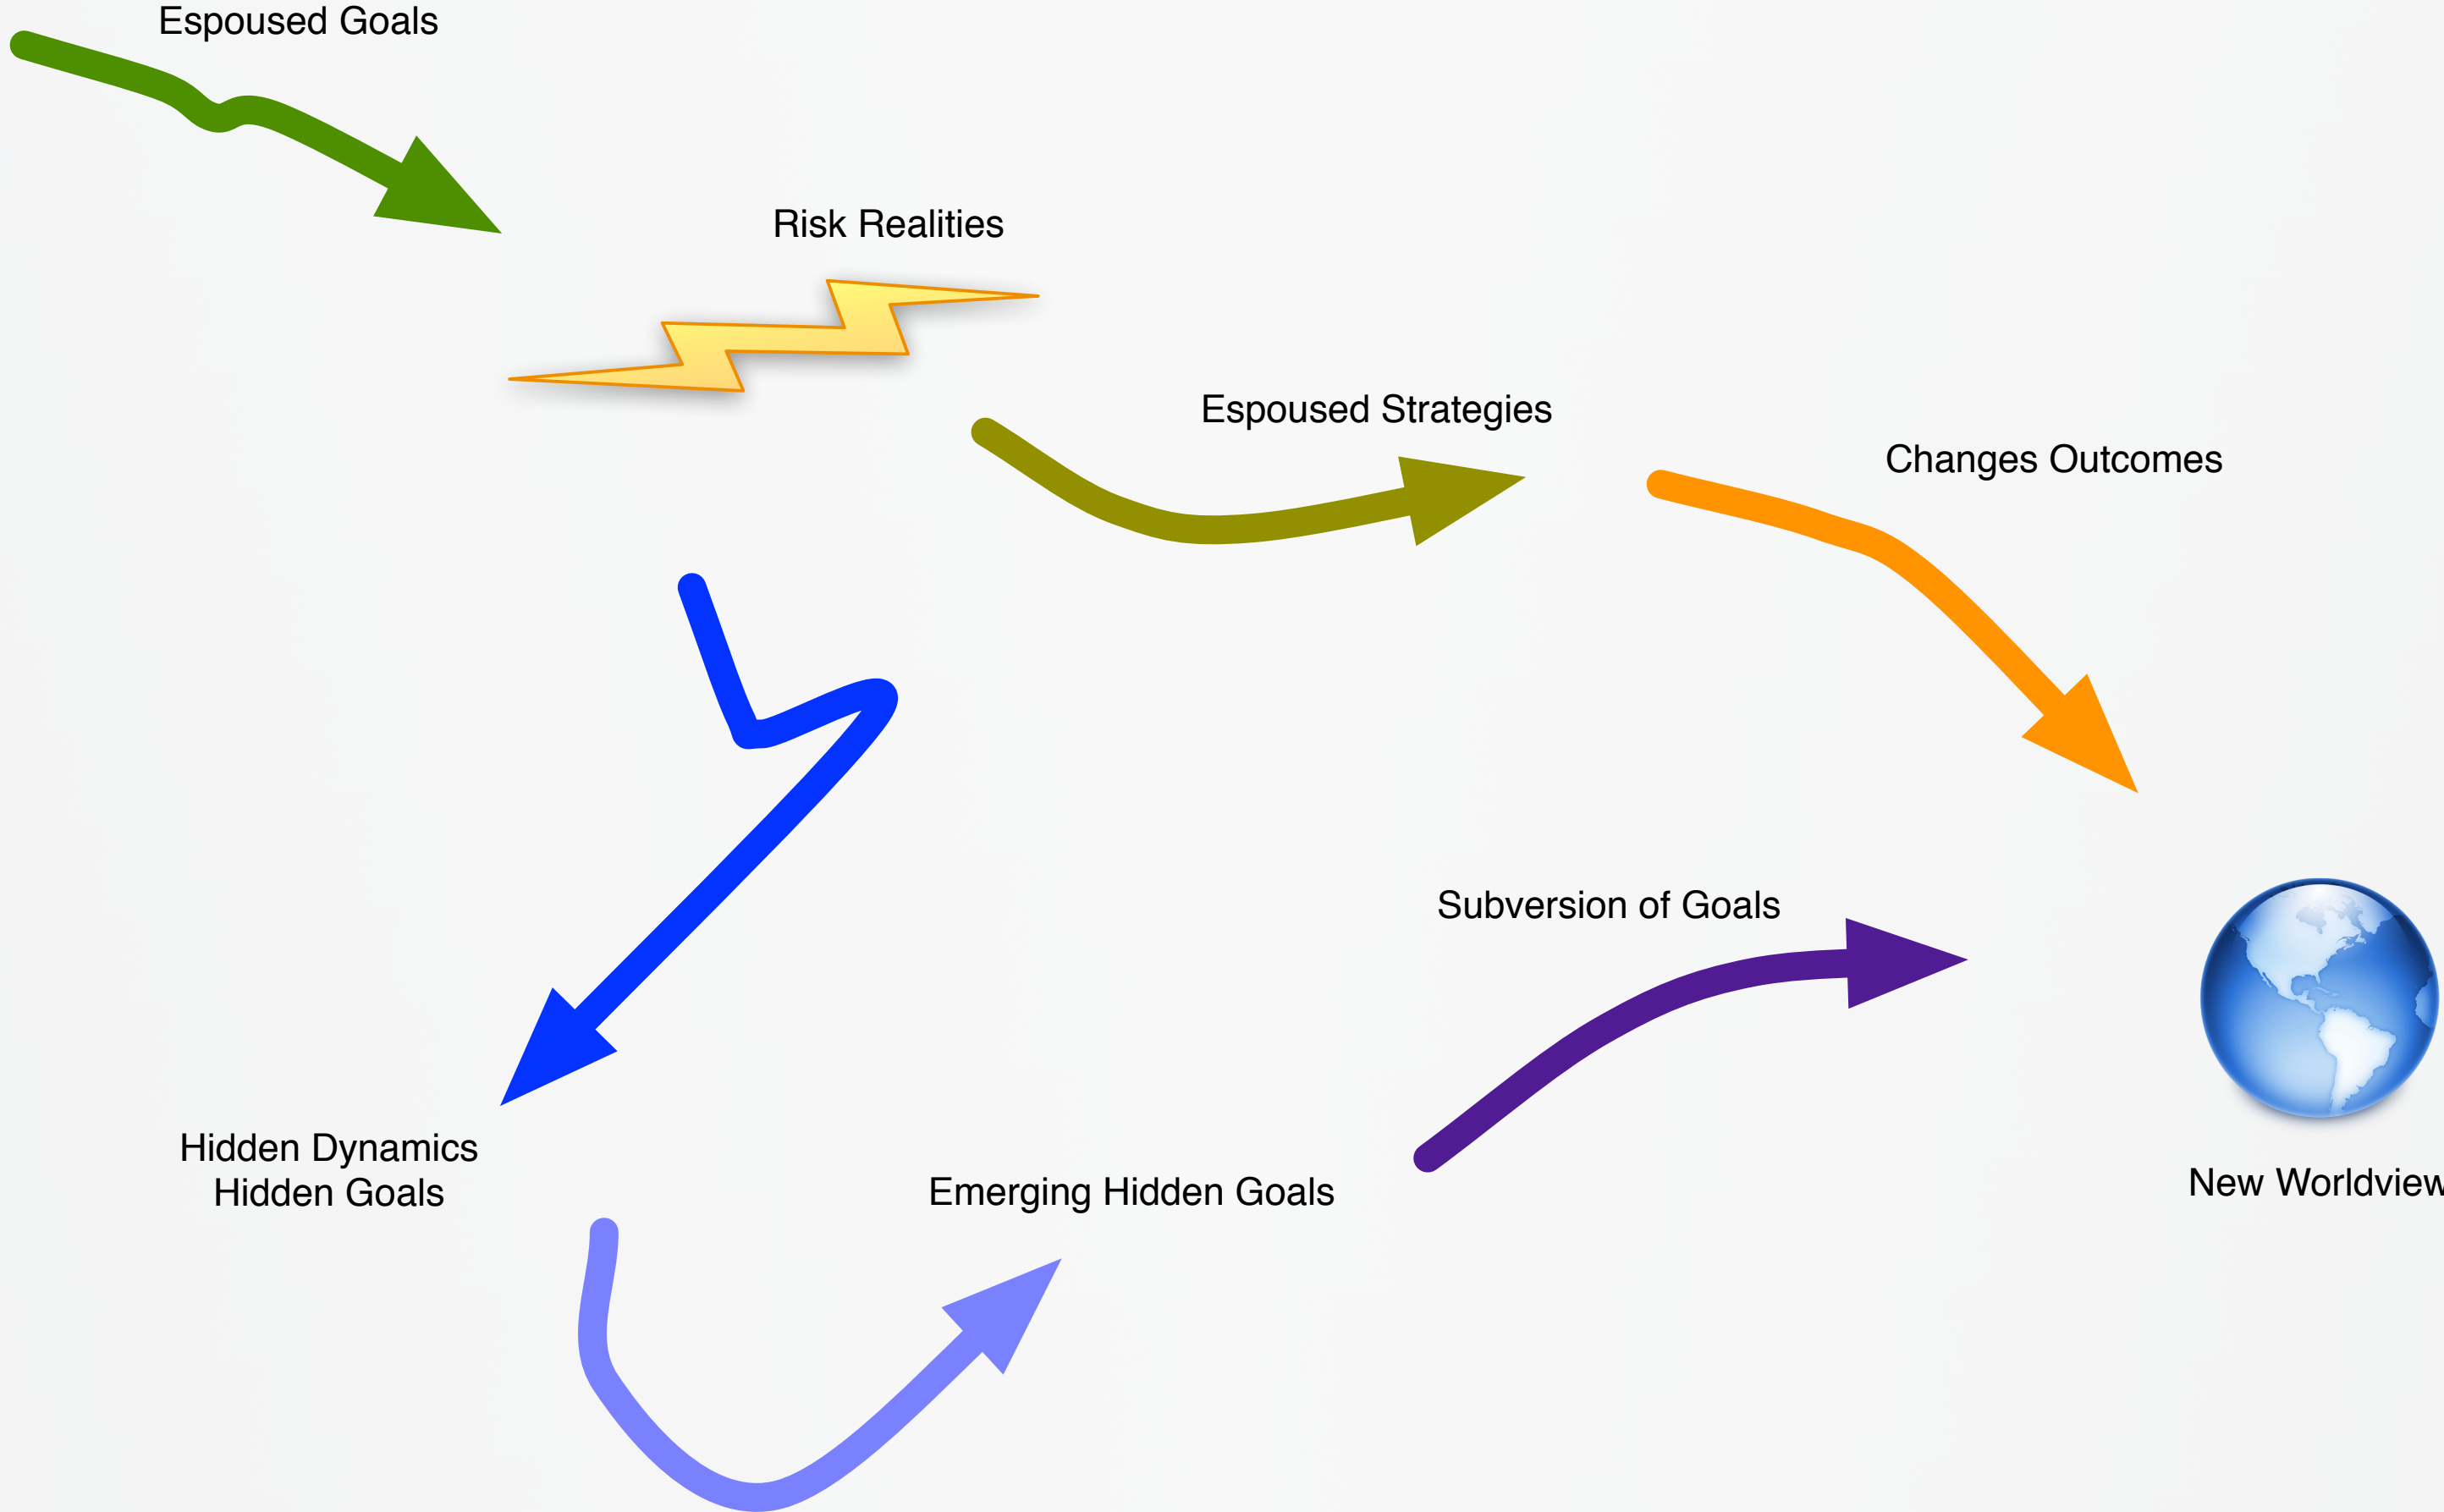 Espoused Goals
Risk Realities
Espoused Strategies
Changes Outcomes
Subversion of Goals
Hidden Dynamics
Hidden Goals
Emerging Hidden Goals
New Worldview